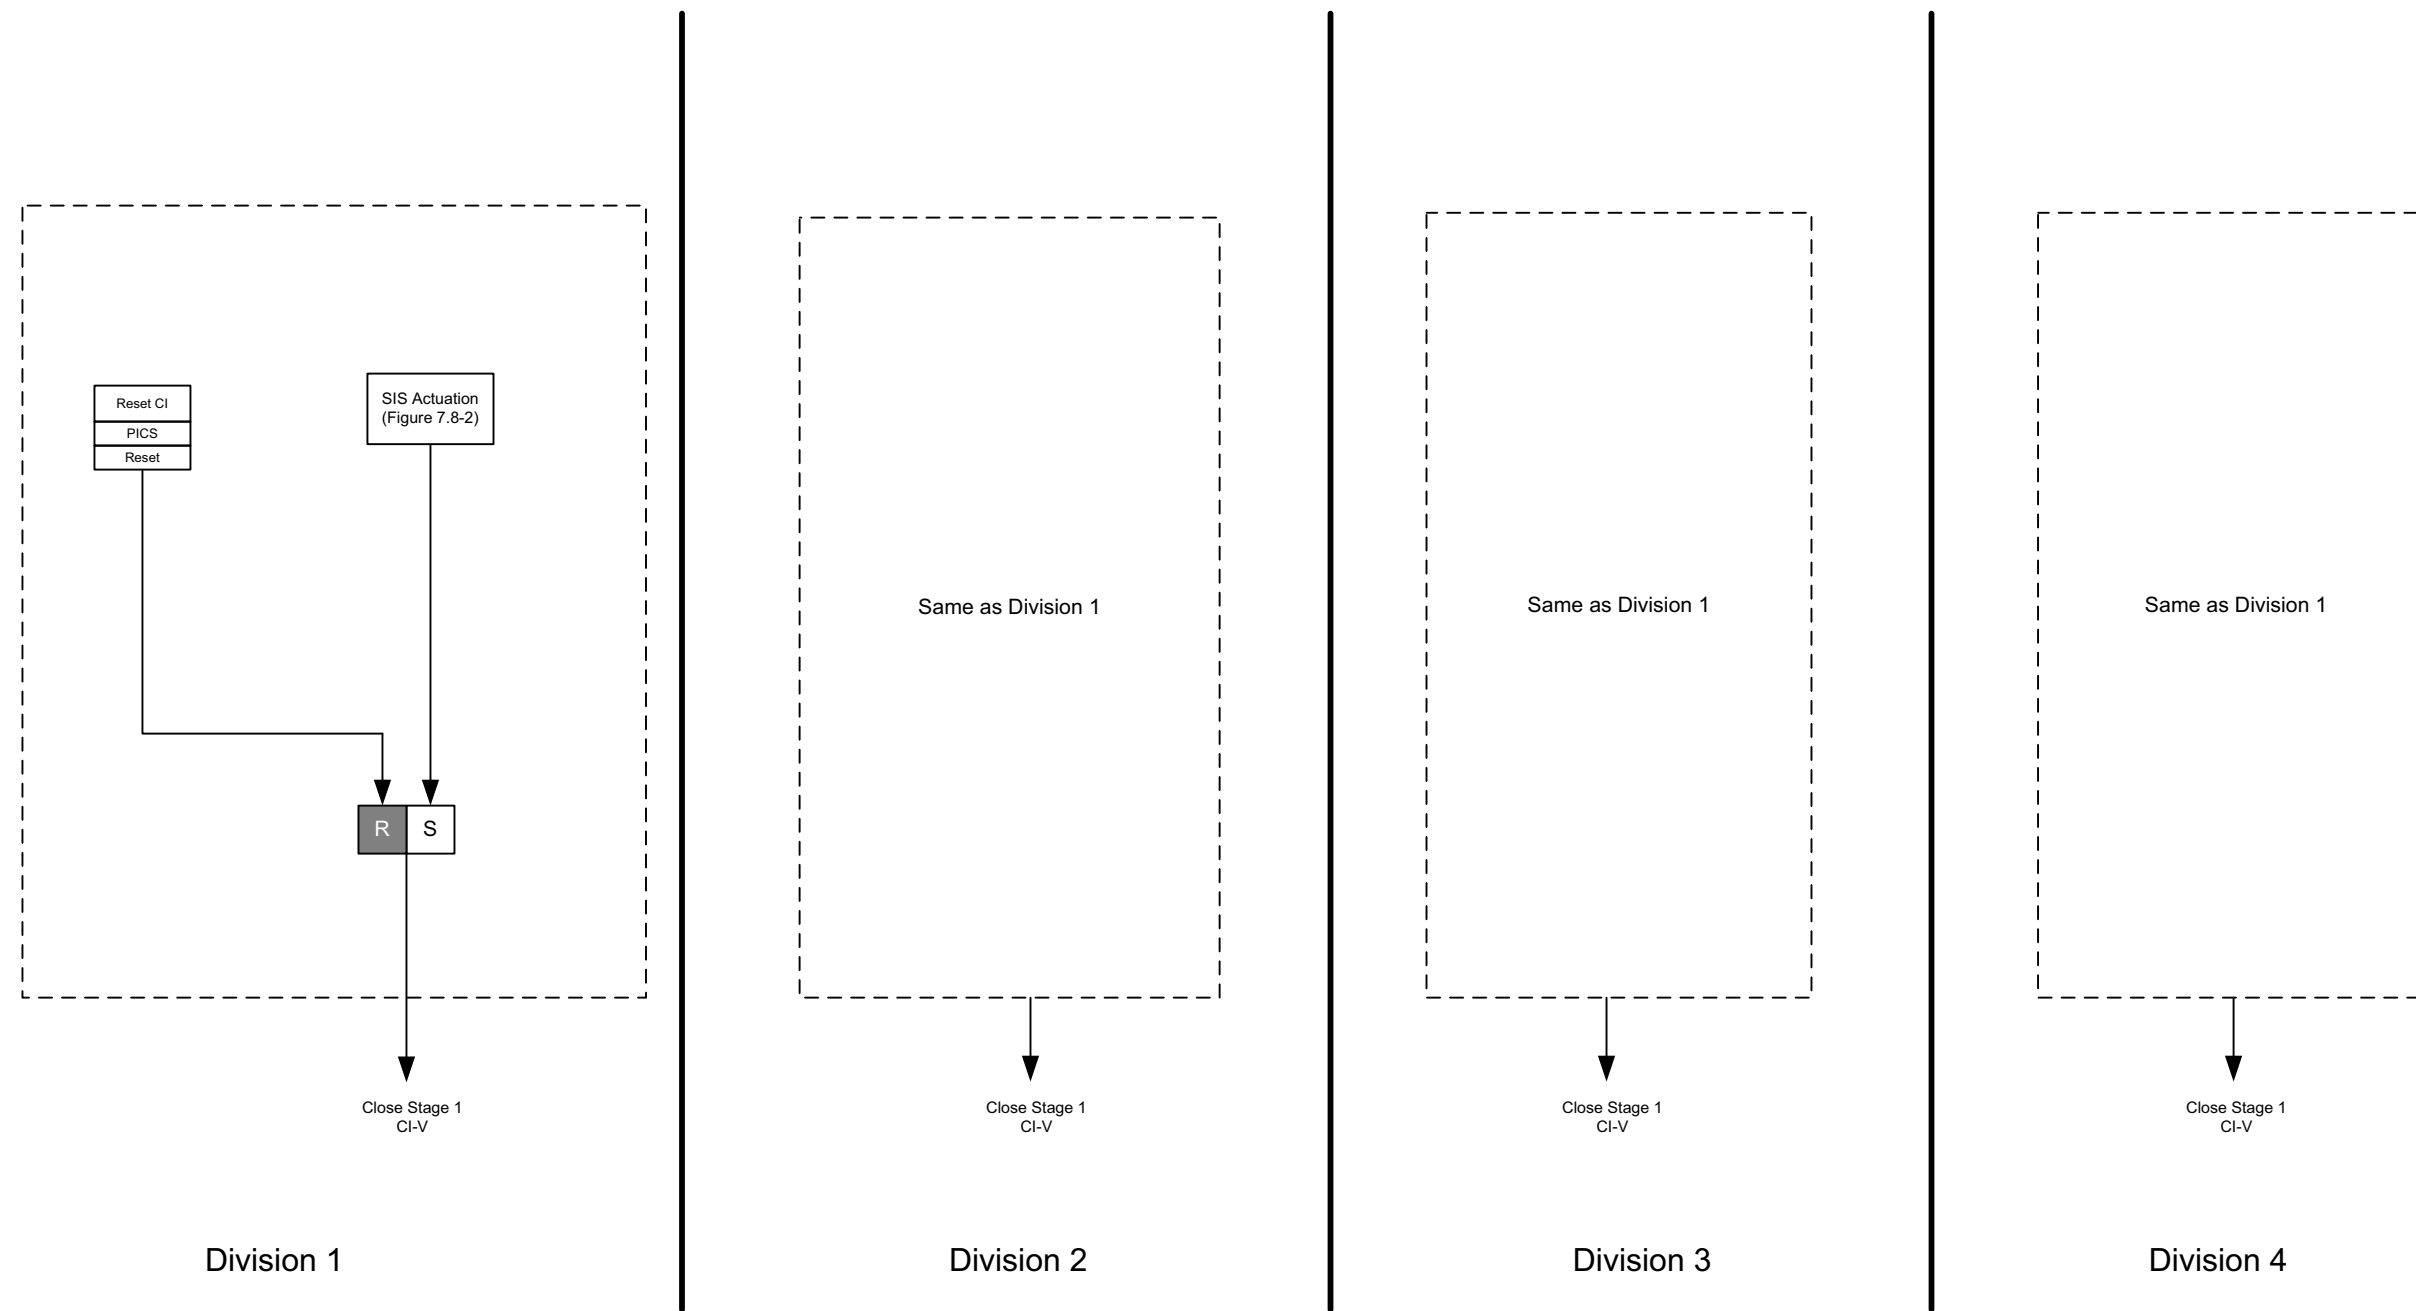 Reset CI
PICS
Reset
SIS Actuation
(Figure 7.8-2)
R
S
Close Stage 1
CI-V
Division 1
Same as Division 1
Close Stage 1
CI-V
Division 2
Same as Division 1
Close Stage 1
CI-V
Division 3
Same as Division 1
Close Stage 1
CI-V
Division 4